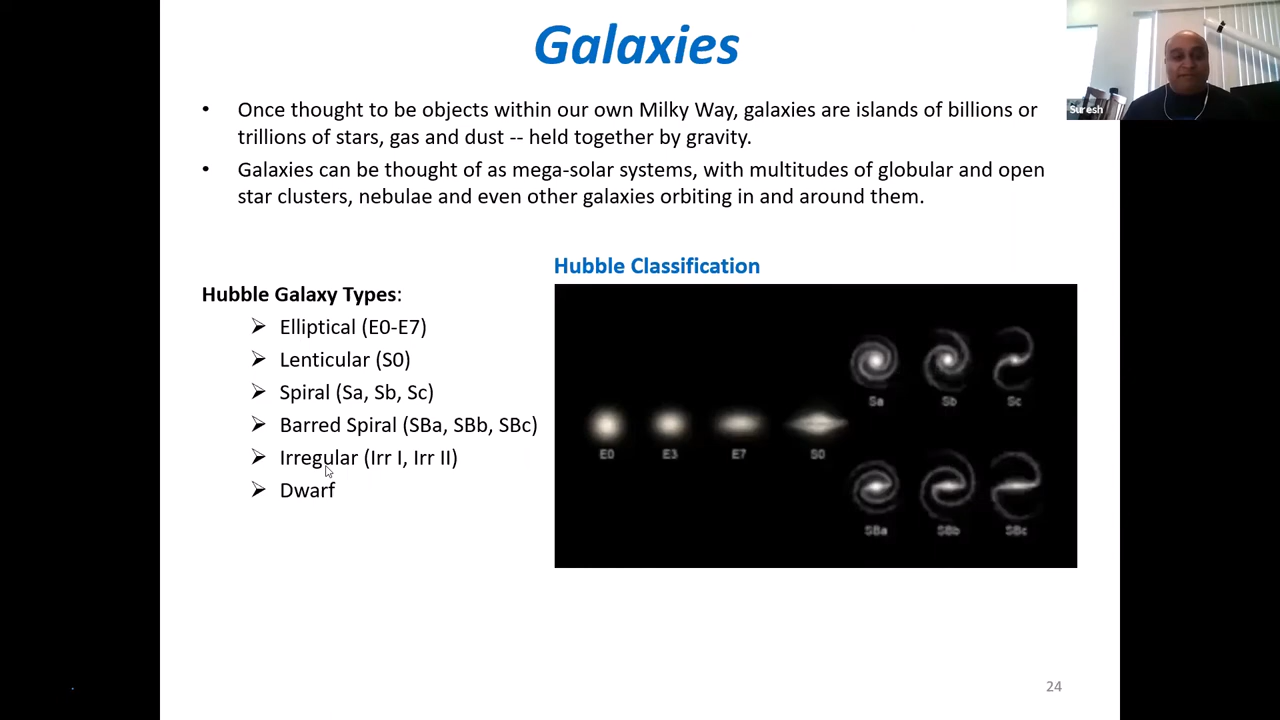 Galaxies
Suresh
• Once thought to be objects within our own Milky Way, galaxies are islands of billions or
trillions of stars, gas and dust -- held together by gravity.
• Galaxies can be thought of as mega-solar systems, with multitudes of globular and open
star clusters, nebulae and even other galaxies orbiting in and around them.
Hubble Classification
Hubble Galaxy Types:
➢ Elliptical (E0-E7)
➢ Lenticular (S0)
➢ Spiral (Sa, Sb, Sc)
➢ Barred Spiral (SBa, SBb, SBc)
➢ Irregular (Irr I, Irr II)
➢ Dwarf
Sa Sb Sc
E0 E3 E7 S0
SBa SBb SBc
24